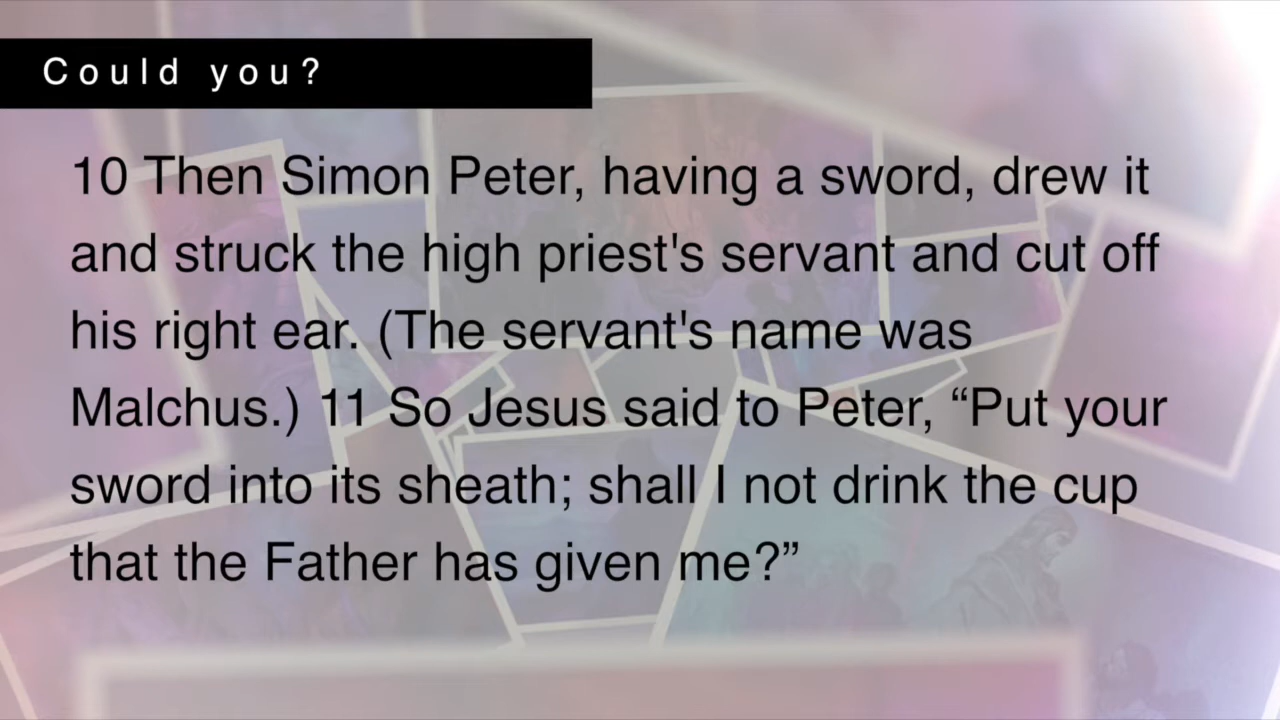 Could you?
10 Then Simon Peter, having a sword, drew it
and struck the high priest's servant and cut off
his right ear. (The servant's name was
Malchus.) 11 So Jesus said to Peter, “Put your
sword into its sheath; shall I not drink the cup
that the Father has given me?”